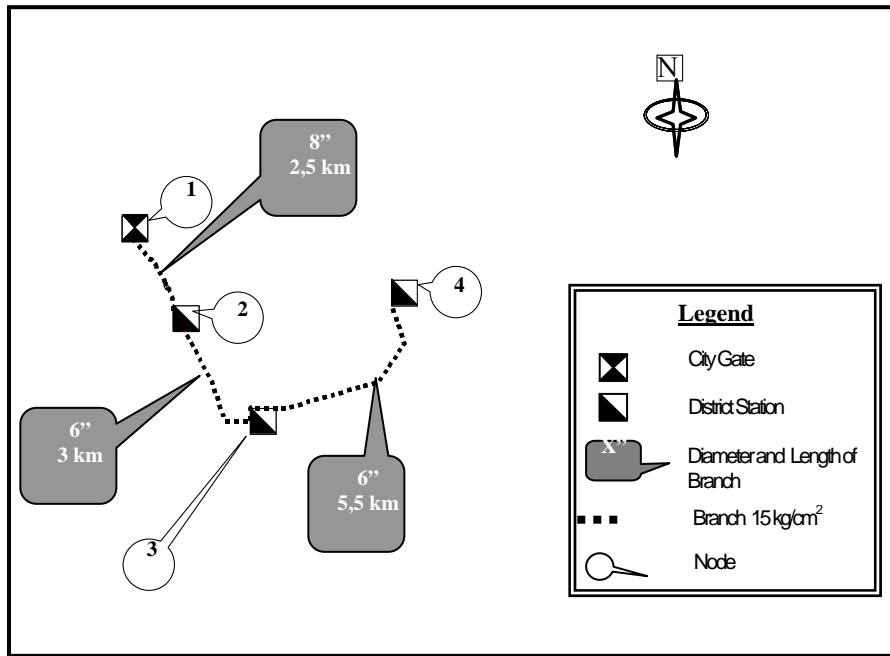 N
8”
2,5 km
1
2
4
6”
3 km
3
6”
5,5 km
Legend
City Gate
District Station
X”
Diameter and Length of
Branch
Branch 15 kg/cm²
Node